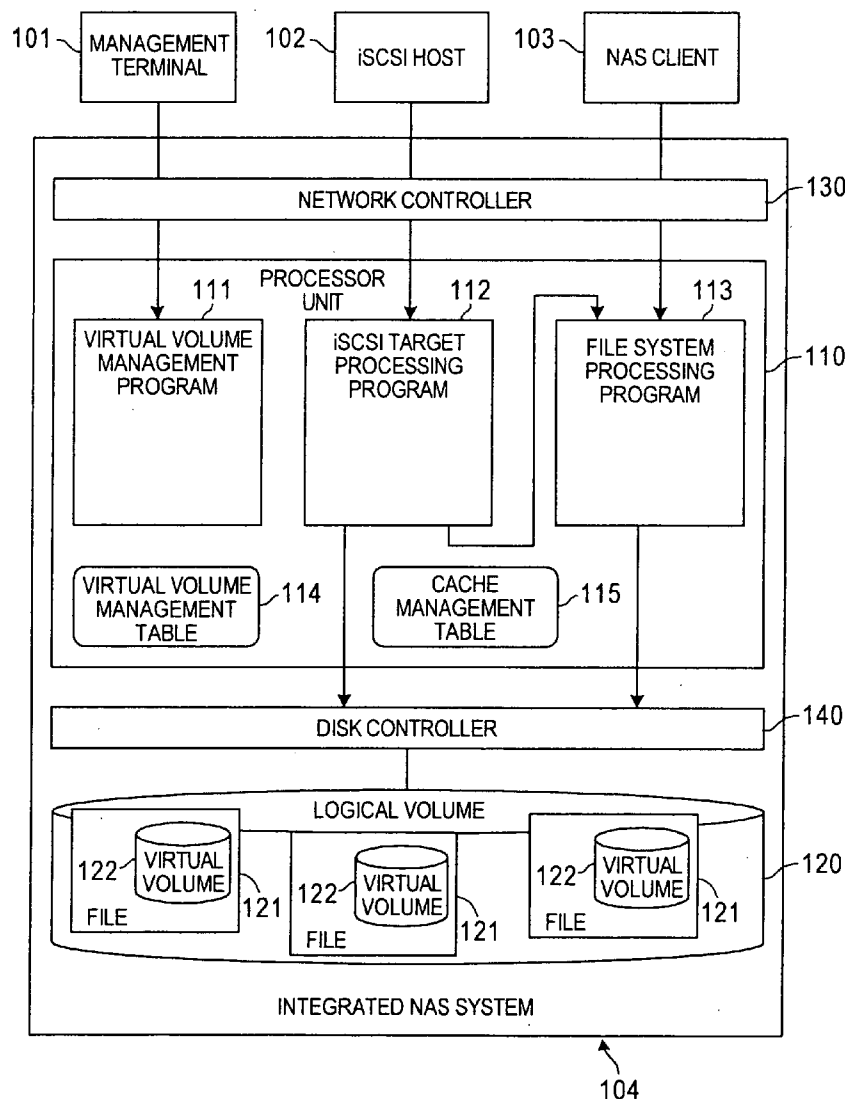 101
MANAGEMENT
TERMINAL
102
iSCSI HOST
103
NAS CLIENT
NETWORK CONTROLLER
130
PROCESSOR
UNIT
111
VIRTUAL VOLUME
MANAGEMENT
PROGRAM
112
iSCSI TARGET
PROCESSING
PROGRAM
113
FILE SYSTEM
PROCESSING
PROGRAM
110
VIRTUAL VOLUME
MANAGEMENT
TABLE
114
CACHE
MANAGEMENT
TABLE
115
DISK CONTROLLER
140
LOGICAL VOLUME
122
VIRTUAL
VOLUME
121
FILE
122
VIRTUAL
VOLUME
121
FILE
122
VIRTUAL
VOLUME
121
FILE
120
INTEGRATED NAS SYSTEM
104